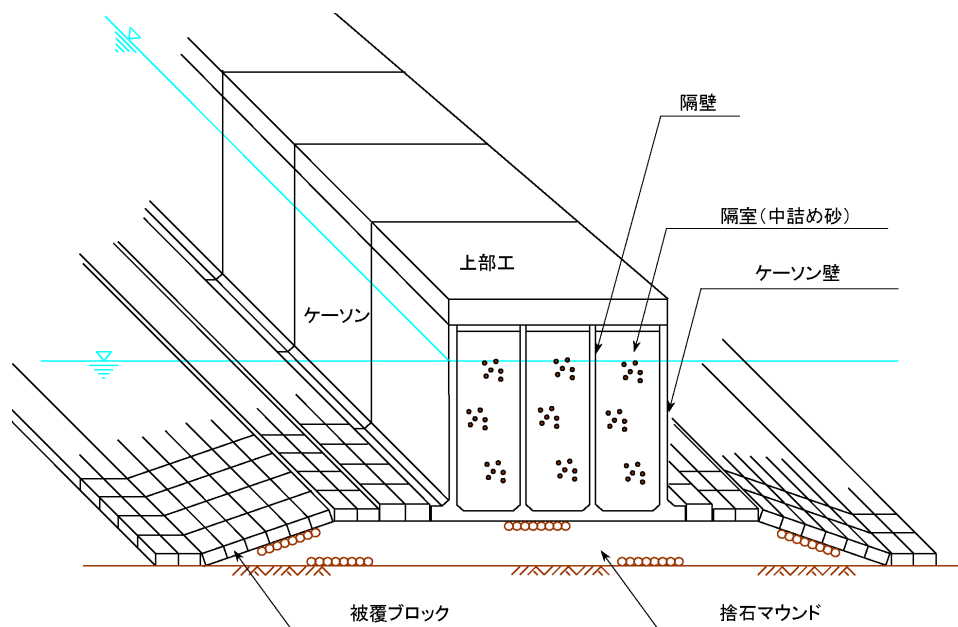 隔壁
隔室(中詰め砂)
上部工
ケーソン壁
ケーソン
被覆ブロック
捨石マウンド